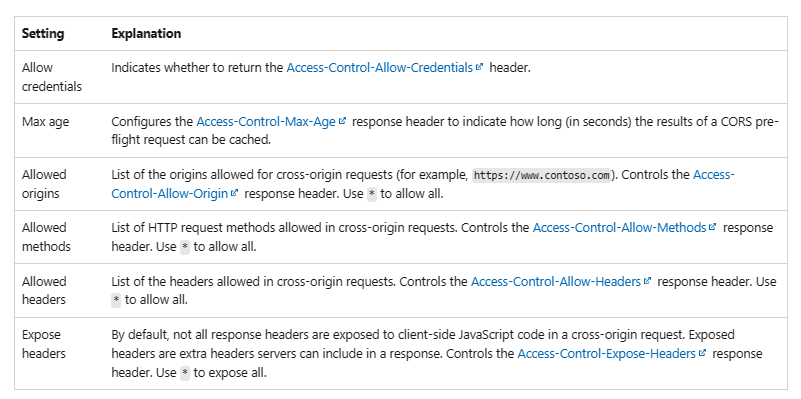 Setting Explanation
Allow credentials Indicates whether to return the Access-Control-Allow-Credentials header.
Max age Configures the Access-Control-Max-Age response header to indicate how long (in seconds) the results of a CORS pre-
flight request can be cached.
Allowed origins List of the origins allowed for cross-origin requests (for example, https://www.contoso.com). Controls the Access-
Control-Allow-Origin response header. Use * to allow all.
Allowed methods List of HTTP request methods allowed in cross-origin requests. Controls the Access-Control-Allow-Methods response
header. Use * to allow all.
Allowed headers List of the headers allowed in cross-origin requests. Controls the Access-Control-Allow-Headers response header. Use
* to allow all.
Expose headers By default, not all response headers are exposed to client-side JavaScript code in a cross-origin request. Exposed
headers are extra headers servers can include in a response. Controls the Access-Control-Expose-Headers response
header. Use * to expose all.